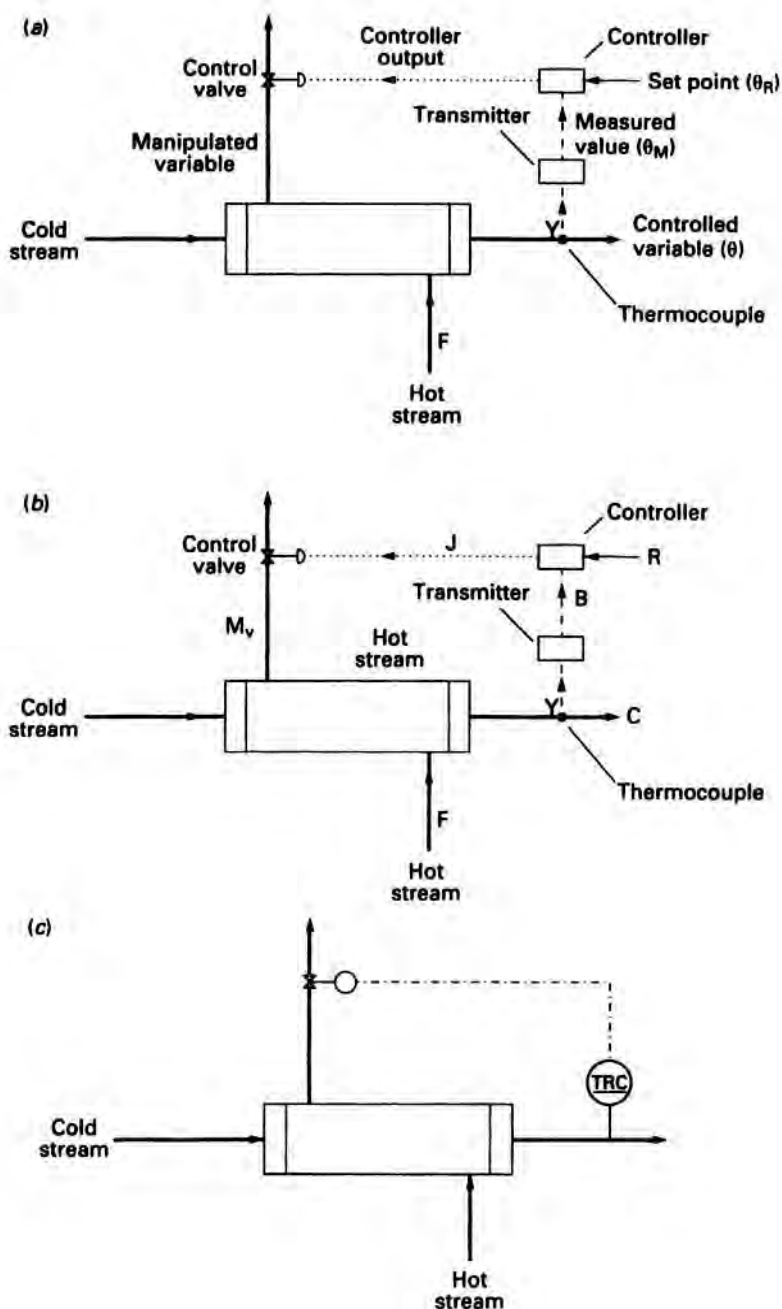 (a)
Controller output
Controller
Control valve
Set point (θR)
Transmitter
Measured value (θM)
Manipulated variable
Cold stream
Y
Controlled variable (θ)
Thermocouple
F
Hot stream
(b)
Controller
Control valve
J
R
Transmitter
B
Mv
Hot stream
Cold stream
Y
C
Thermocouple
F
Hot stream
(c)
TRC
Cold stream
Hot stream